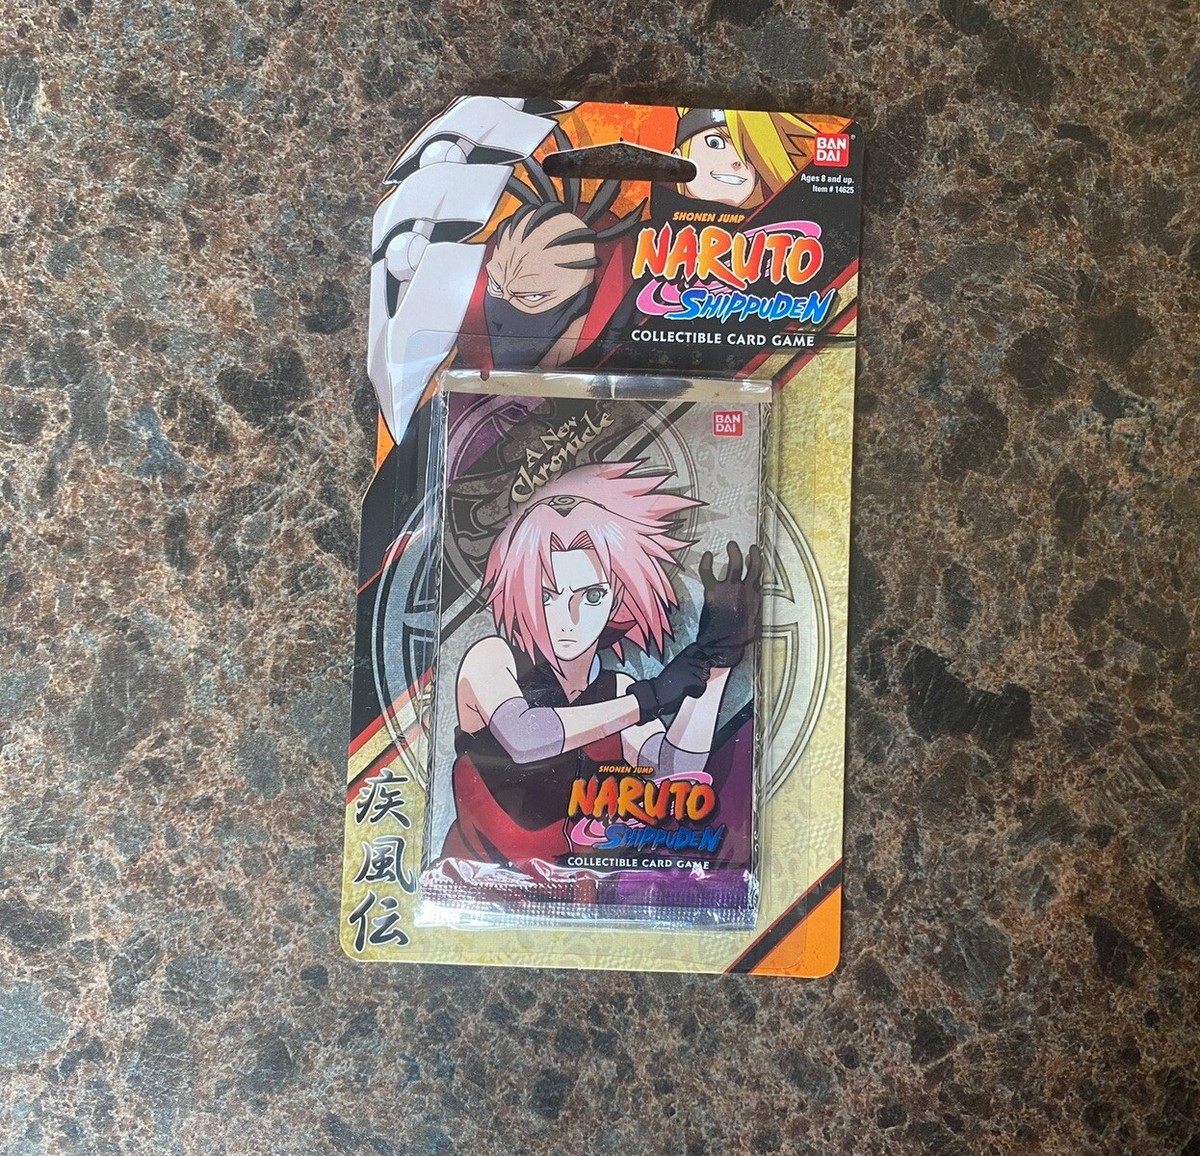 BAN
DAI
Ages 8 and up.
Item # 14625
SHONEN JUMP
NARUTO
SHIPPUDEN
COLLECTIBLE CARD GAME
BAN
DAI
A New
Chronicle
SHONEN JUMP
NARUTO
SHIPPUDEN
COLLECTIBLE CARD GAME
疾
風
伝